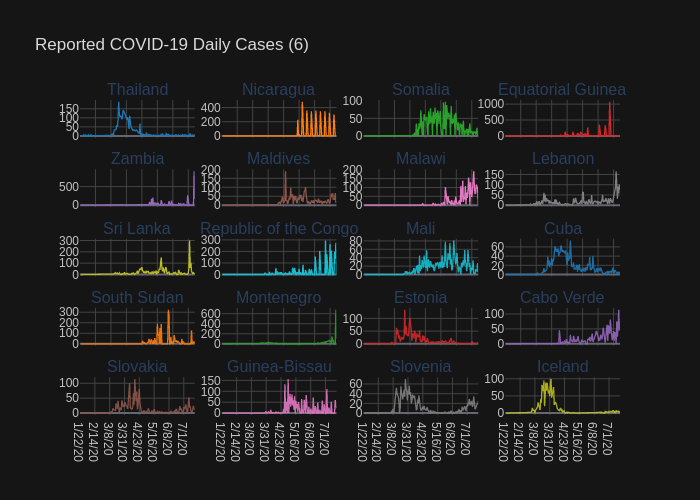 Reported COVID-19 Daily Cases (6)
Thailand Nicaragua Somalia Equatorial Guinea
150 100 50 0
400 200 0
100 50 0
1000 500 0
Zambia Maldives Malawi Lebanon
500 0
200 150 100 50 0
200 150 100 50 0
150 100 50 0
Sri Lanka Republic of the Congo Mali Cuba
300 200 100 0
300 200 100 0
80 60 40 20 0
60 40 20 0
South Sudan Montenegro Estonia Cabo Verde
300 200 100 0
600 400 200 0
100 50 0
100 50 0
Slovakia Guinea-Bissau Slovenia Iceland
100 50 0
150 100 50 0
60 40 20 0
100 50 0
1/22/20 2/14/20 3/8/20 3/31/20 4/23/20 5/16/20 6/8/20 7/1/20
1/22/20 2/14/20 3/8/20 3/31/20 4/23/20 5/16/20 6/8/20 7/1/20
1/22/20 2/14/20 3/8/20 3/31/20 4/23/20 5/16/20 6/8/20 7/1/20
1/22/20 2/14/20 3/8/20 3/31/20 4/23/20 5/16/20 6/8/20 7/1/20